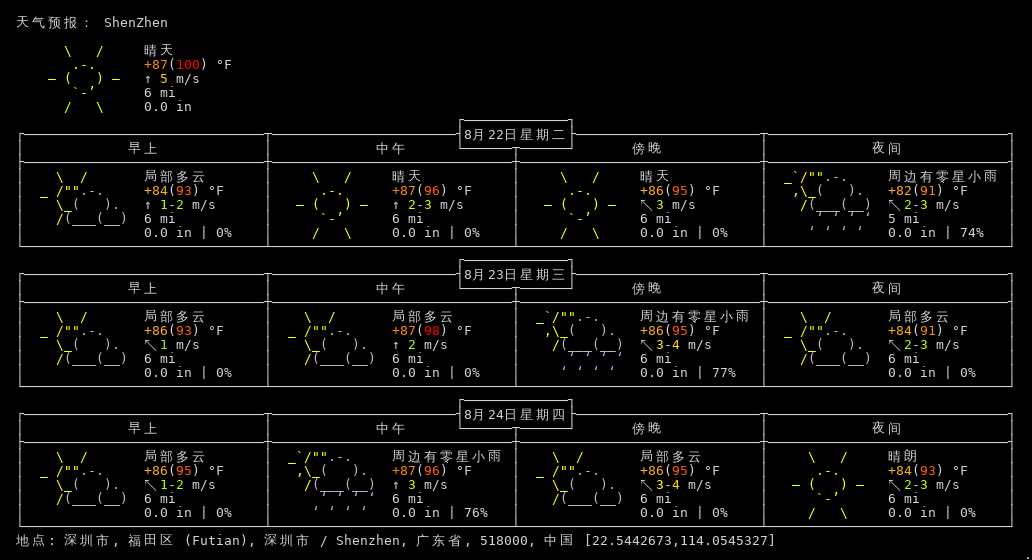 天气预报： ShenZhen
晴天
+87(100) °F
↑ 5 m/s
6 mi
0.0 in
8月22日星期二
早上 中午 傍晚 夜间
局部多云 晴天 晴天 周边有零星小雨
+84(93) °F +87(96) °F +86(95) °F +82(91) °F
↑ 1-2 m/s ↑ 2-3 m/s ↖ 3 m/s ↖ 2-3 m/s
6 mi 6 mi 6 mi 5 mi
0.0 in | 0% 0.0 in | 0% 0.0 in | 0% 0.0 in | 74%
8月23日星期三
早上 中午 傍晚 夜间
局部多云 局部多云 周边有零星小雨 局部多云
+86(93) °F +87(98) °F +86(95) °F +84(91) °F
↖ 1 m/s ↑ 2 m/s ↖ 3-4 m/s ↖ 2-3 m/s
6 mi 6 mi 6 mi 6 mi
0.0 in | 0% 0.0 in | 0% 0.0 in | 77% 0.0 in | 0%
8月24日星期四
早上 中午 傍晚 夜间
局部多云 周边有零星小雨 局部多云 晴朗
+86(95) °F +87(96) °F +86(95) °F +84(93) °F
↖ 1-2 m/s ↑ 3 m/s ↖ 3-4 m/s ↖ 2-3 m/s
6 mi 6 mi 6 mi 6 mi
0.0 in | 0% 0.0 in | 76% 0.0 in | 0% 0.0 in | 0%
地点: 深圳市, 福田区 (Futian), 深圳市 / Shenzhen, 广东省, 518000, 中国 [22.5442673,114.0545327]